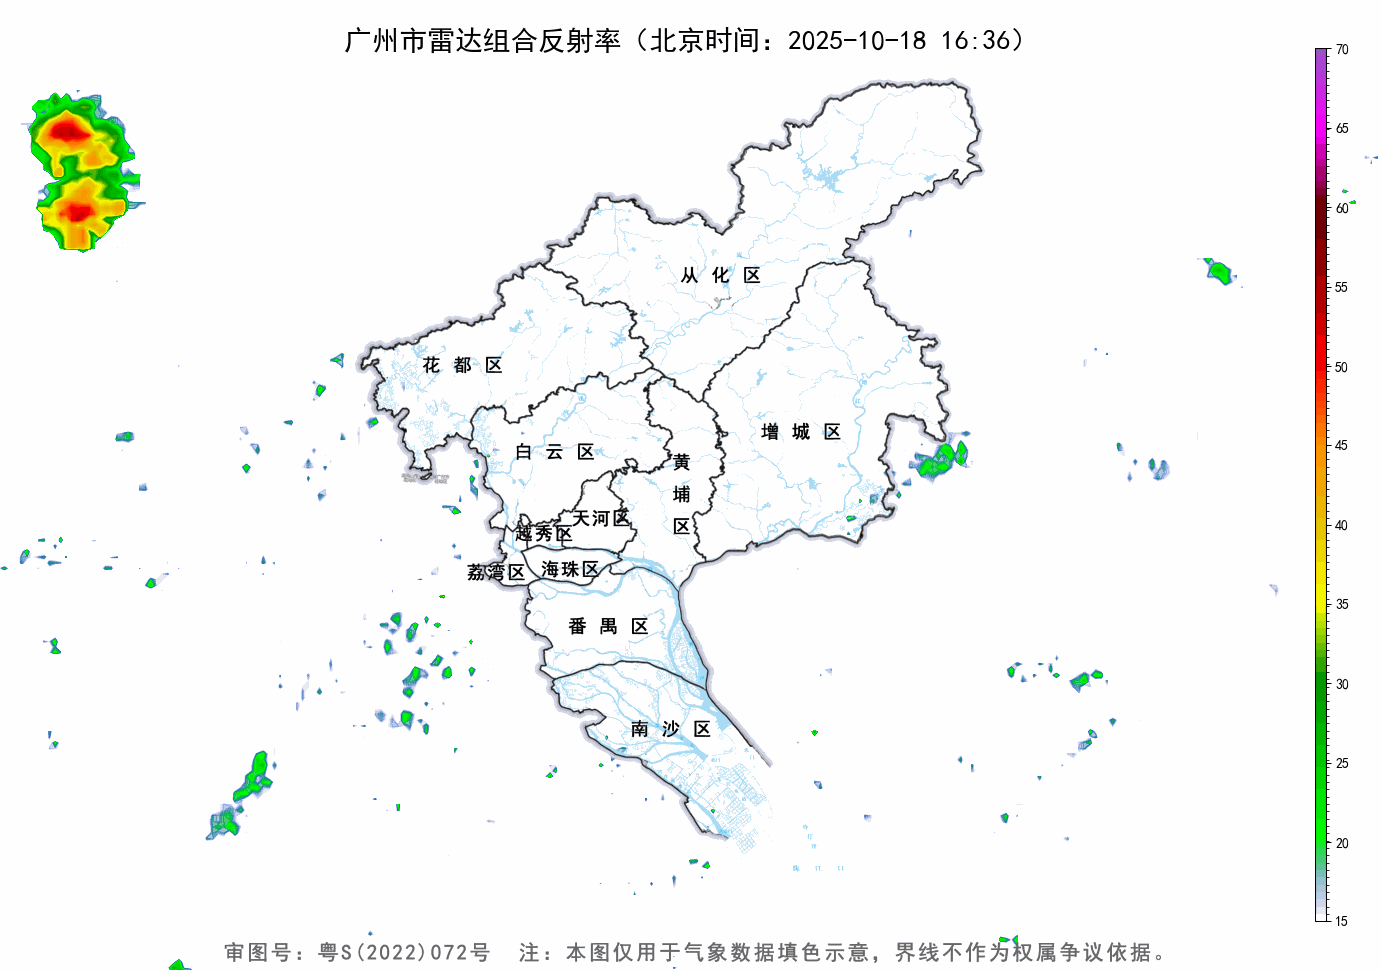 广州市雷达组合反射率（北京时间：2025-10-18 16:36）
70
65
60
55
50
45
40
35
30
25
20
15
从化区
花都区
增城区
白云区
黄埔区
天河区
越秀区
荔湾区
海珠区
番禺区
南沙区
审图号：粤S(2022)072号 注：本图仅用于气象数据填色示意，界线不作为权属争议依据。